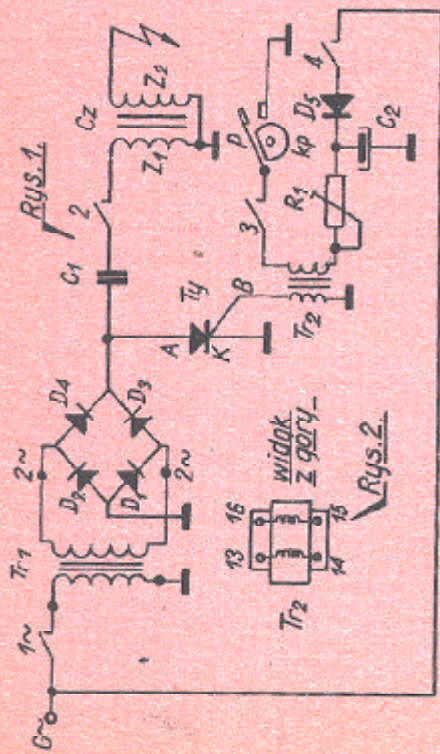 Rys.1
G~
1~
Tr1
2~
2~
D2
D4
D1
D3
C1
2
Cz
Z1
Z2
A
Ty
K
B
Tr2
3
P
kp
R1
D5
C2
4
Tr2
13
16
14
15
widok
z góry
Rys.2